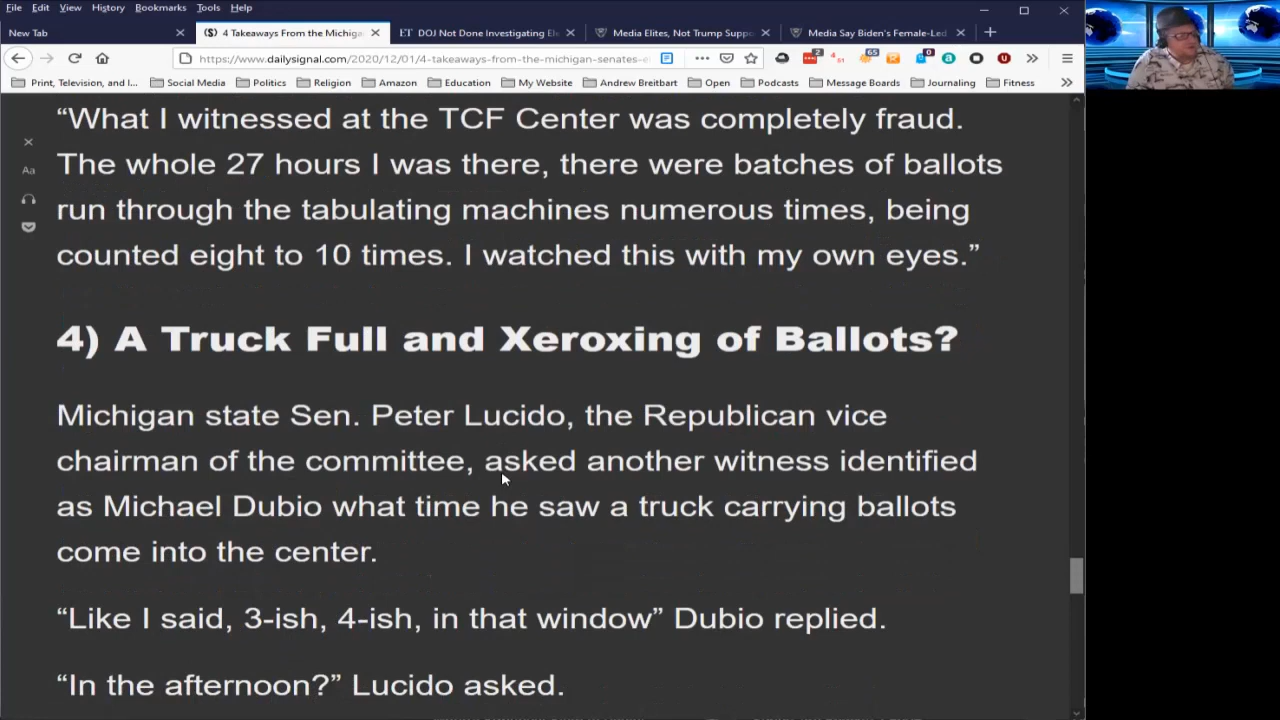 File Edit View History Bookmarks Tools Help
New Tab
($) 4 Takeaways From the Michiga
ET DOJ Not Done Investigating Ele
Media Elites, Not Trump Suppo
Media Say Biden's Female-Led
https://www.dailysignal.com/2020/12/01/4-takeaways-from-the-michigan-senates-e
2 51 65 0
Print, Television, and I... Social Media Politics Religion Amazon Education My Website Andrew Breitbart Open Podcasts Message Boards Journaling Fitness
“What I witnessed at the TCF Center was completely fraud.
The whole 27 hours I was there, there were batches of ballots
run through the tabulating machines numerous times, being
counted eight to 10 times. I watched this with my own eyes.”
Aa
4) A Truck Full and Xeroxing of Ballots?
Michigan state Sen. Peter Lucido, the Republican vice
chairman of the committee, asked another witness identified
as Michael Dubio what time he saw a truck carrying ballots
come into the center.
“Like I said, 3-ish, 4-ish, in that window” Dubio replied.
“In the afternoon?” Lucido asked.